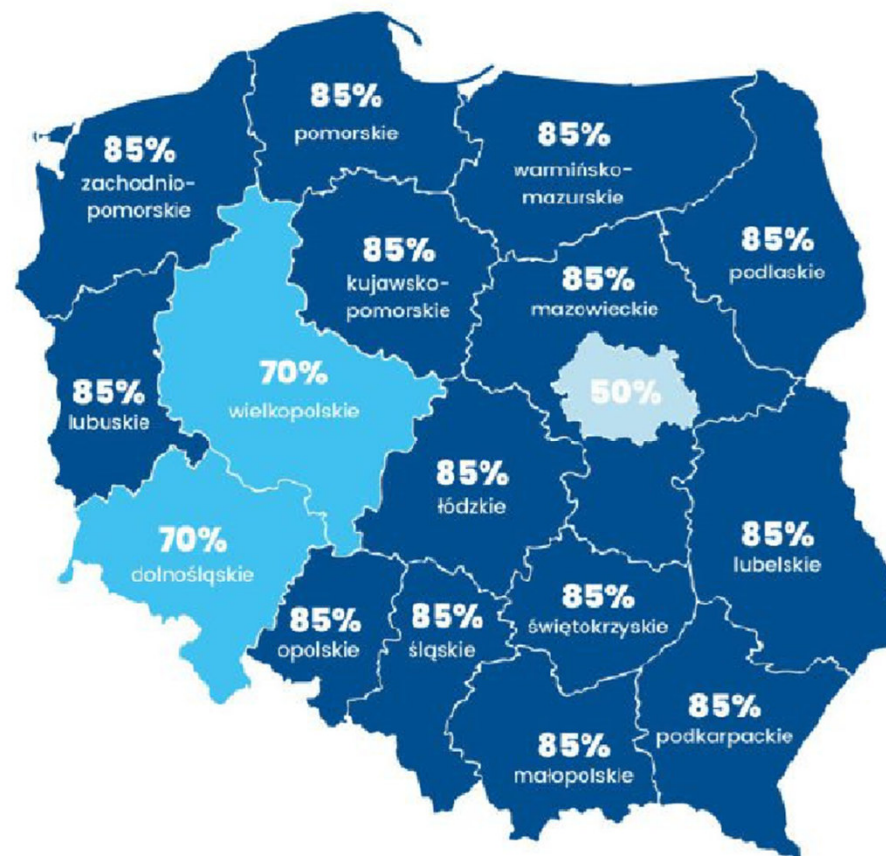 85%
pomorskie
85%
zachodnio-
pomorskie
85%
warmińsko-
mazurskie
85%
podlaskie
85%
kujawsko-
pomorskie
85%
mazowieckie
70%
wielkopolskie
85%
lubuskie
50%
85%
łódzkie
70%
dolnośląskie
85%
lubelskie
85%
opolskie
85%
śląskie
85%
świętokrzyskie
85%
podkarpackie
85%
małopolskie